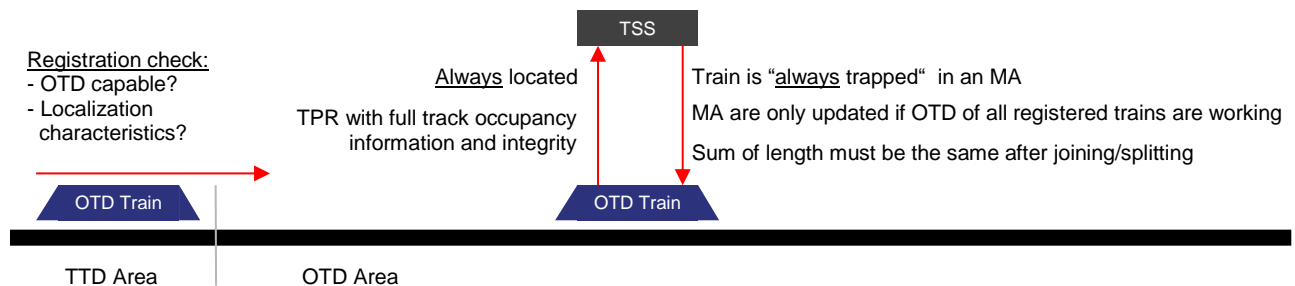 TSS
Registration check:
- OTD capable?
- Localization
characteristics?
Always located
TPR with full track occupancy
information and integrity
Train is “always trapped“ in an MA
MA are only updated if OTD of all registered trains are working
Sum of length must be the same after joining/splitting
OTD Train
OTD Train
TTD Area
OTD Area